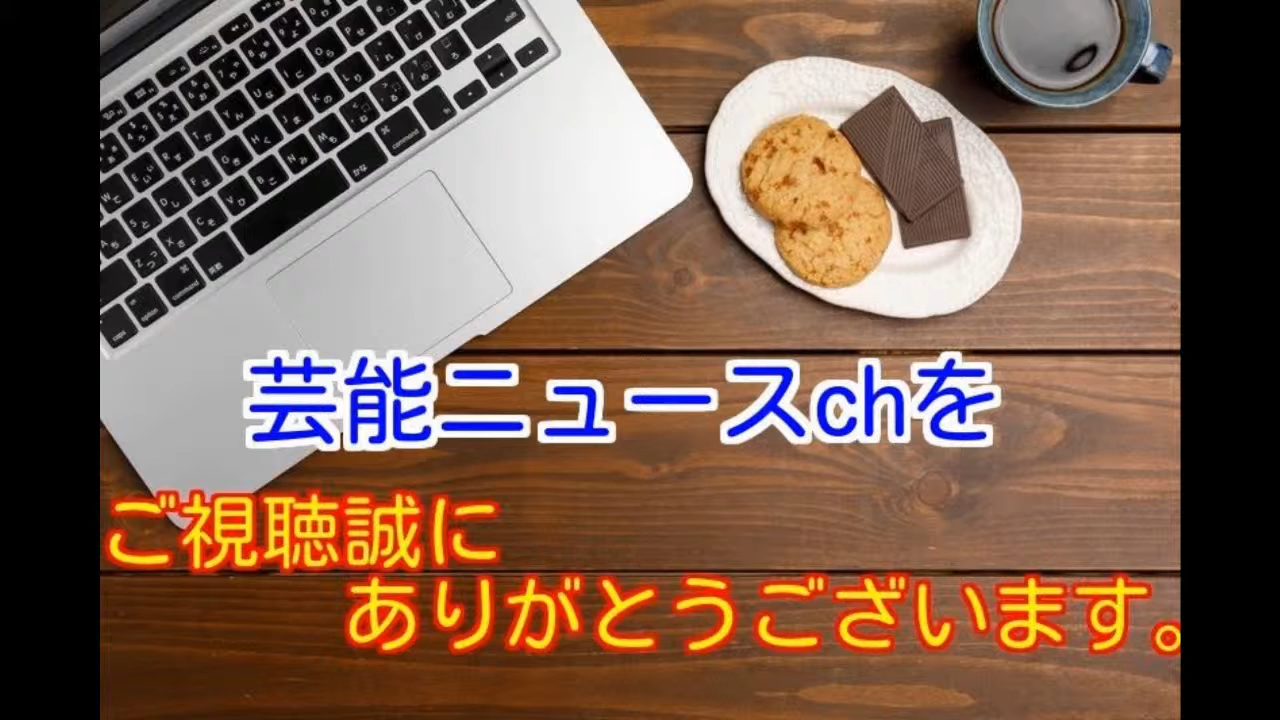 芸能ニュースchを
ご視聴誠に
ありがとうございます。